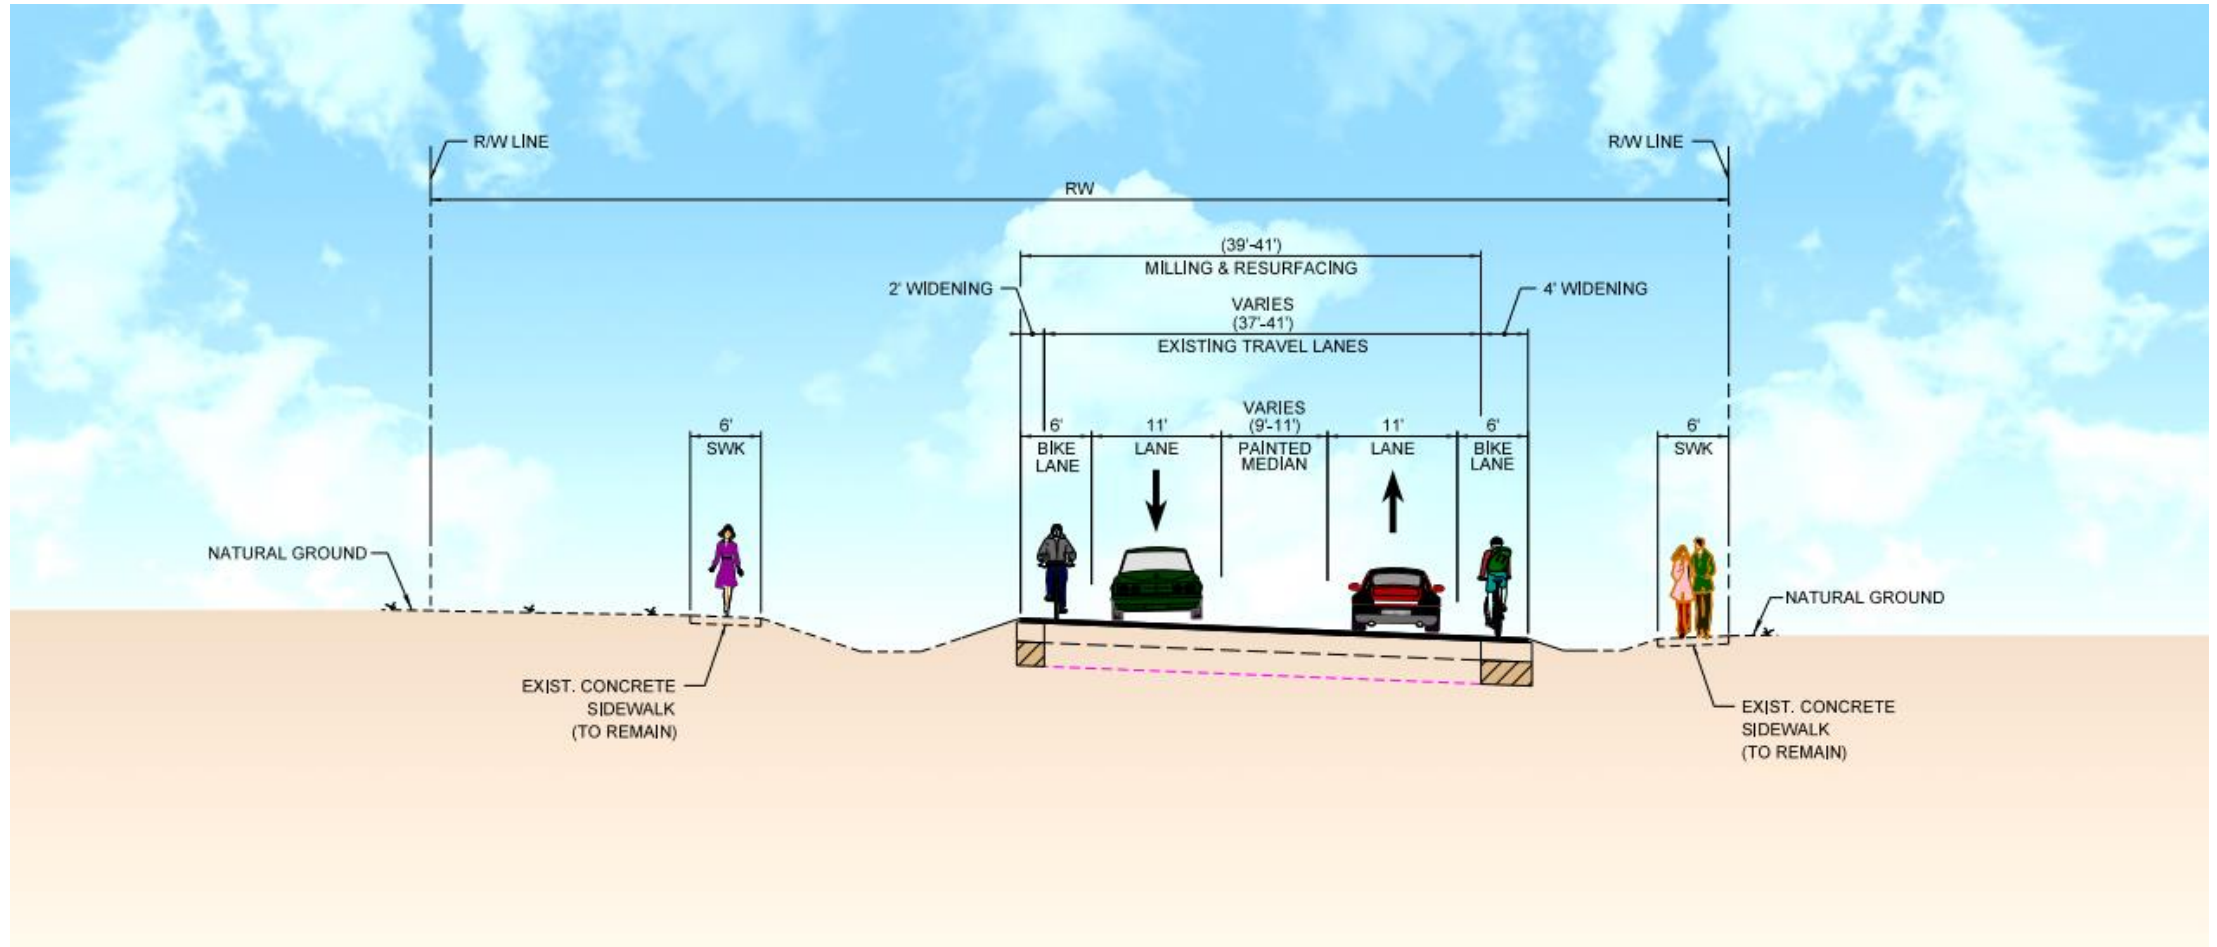 R/W LINE
R/W LINE
RW
(39'-41')
MILLING & RESURFACING
2' WIDENING
4' WIDENING
VARIES
(37'-41')
EXISTING TRAVEL LANES
6'
SWK
6'
BIKE
LANE
11'
LANE
VARIES
(9'-11')
PAINTED
MEDIAN
11'
LANE
6'
BIKE
LANE
6'
SWK
NATURAL GROUND
NATURAL GROUND
EXIST. CONCRETE
SIDEWALK
(TO REMAIN)
EXIST. CONCRETE
SIDEWALK
(TO REMAIN)